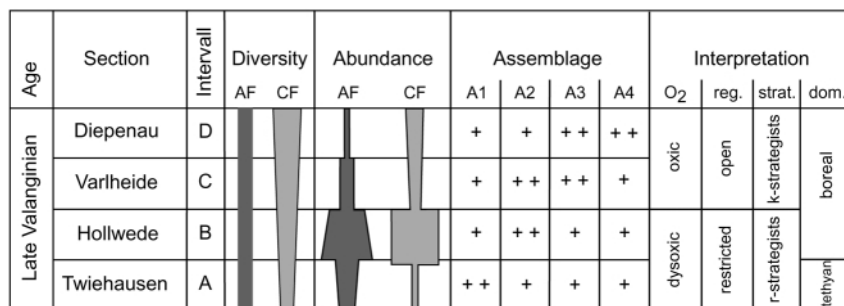 Age Section Intervall Diversity Abundance Assemblage Interpretation
AF CF AF CF A1 A2 A3 A4 O2 reg. strat. dom.
Late Valanginian
Diepenau D + + ++ ++
Varlheide C + ++ ++ +
Hollwede B + ++ + +
Twiehausen A ++ + + +
oxic open k-strategists boreal
dysoxic restricted r-strategists tethyan